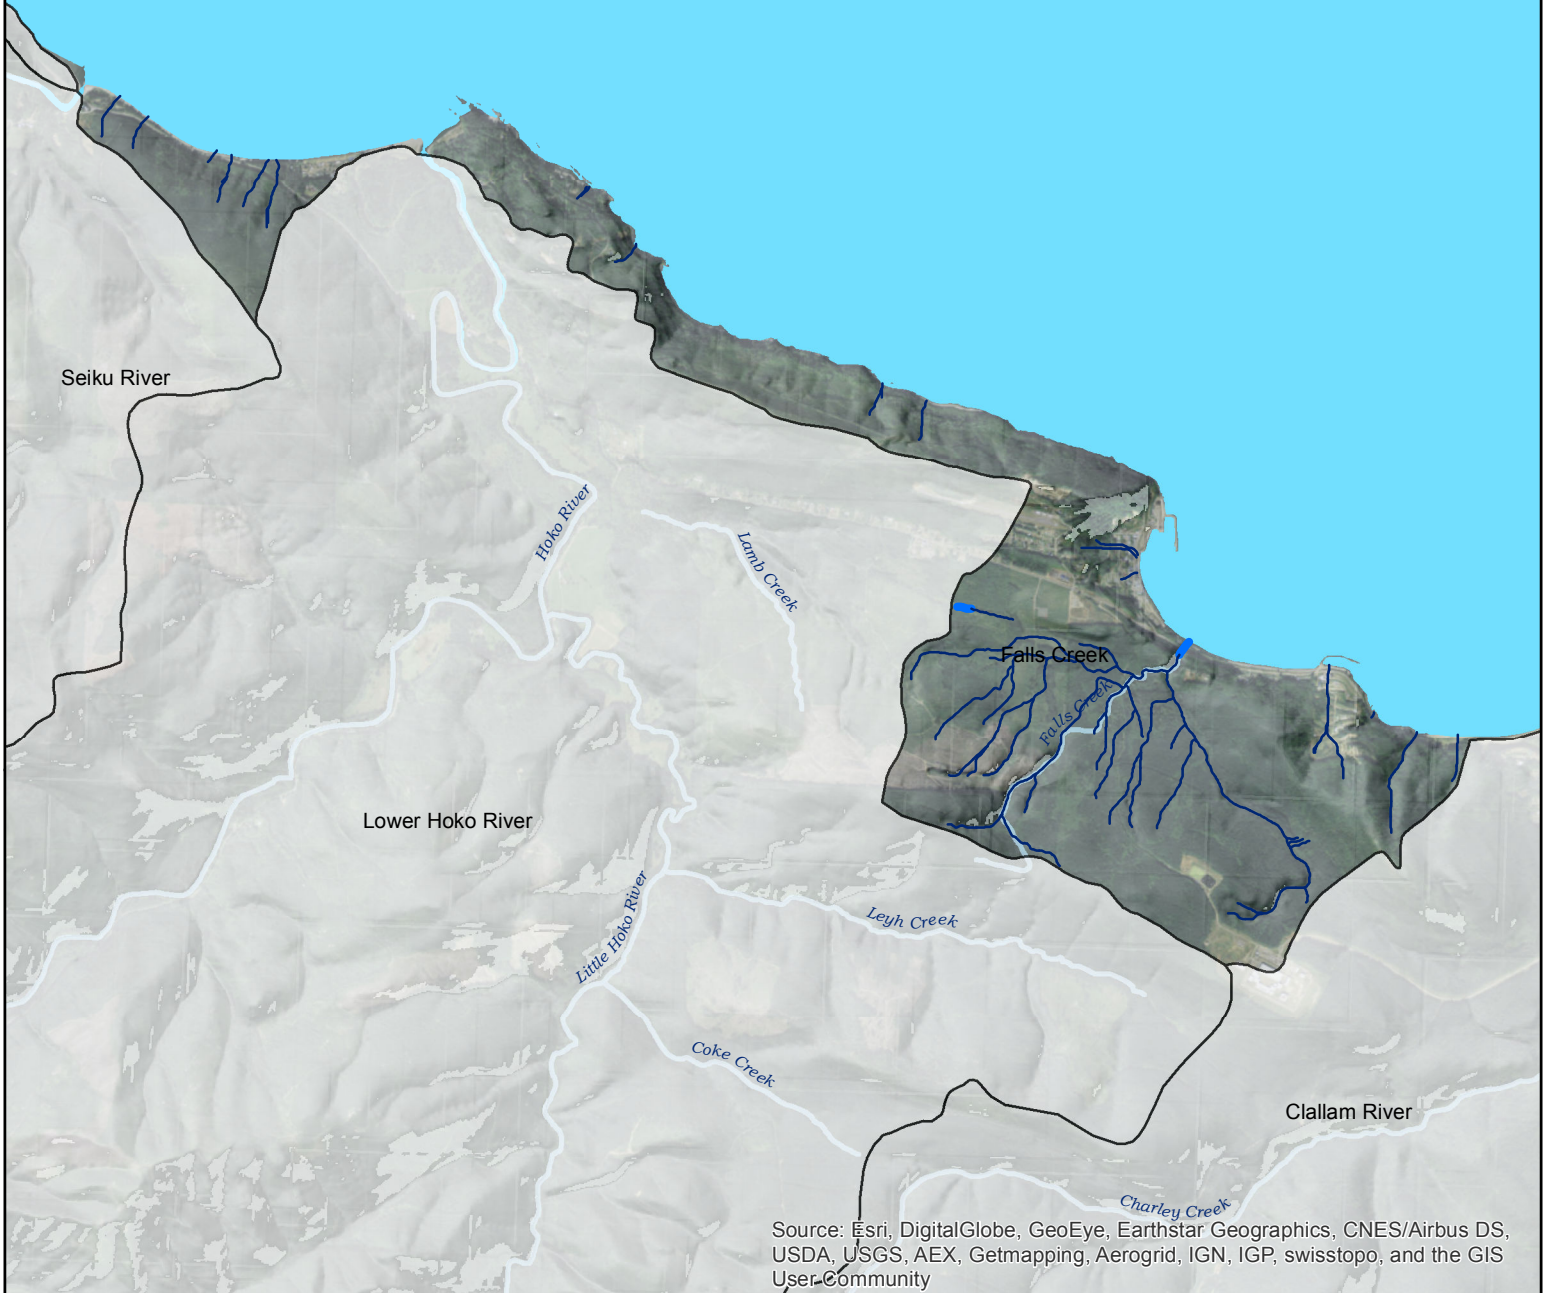 Seiku River
Hoko River
Lamb Creek
Falls Creek
Falls Creek
Lower Hoko River
Little Hoko River
Leyh Creek
Coke Creek
Clallam River
Charley Creek
Source: Esri, DigitalGlobe, GeoEye, Earthstar Geographics, CNES/Airbus DS,
USDA, USGS, AEX, Getmapping, Aerogrid, IGN, IGP, swisstopo, and the GIS
User Community